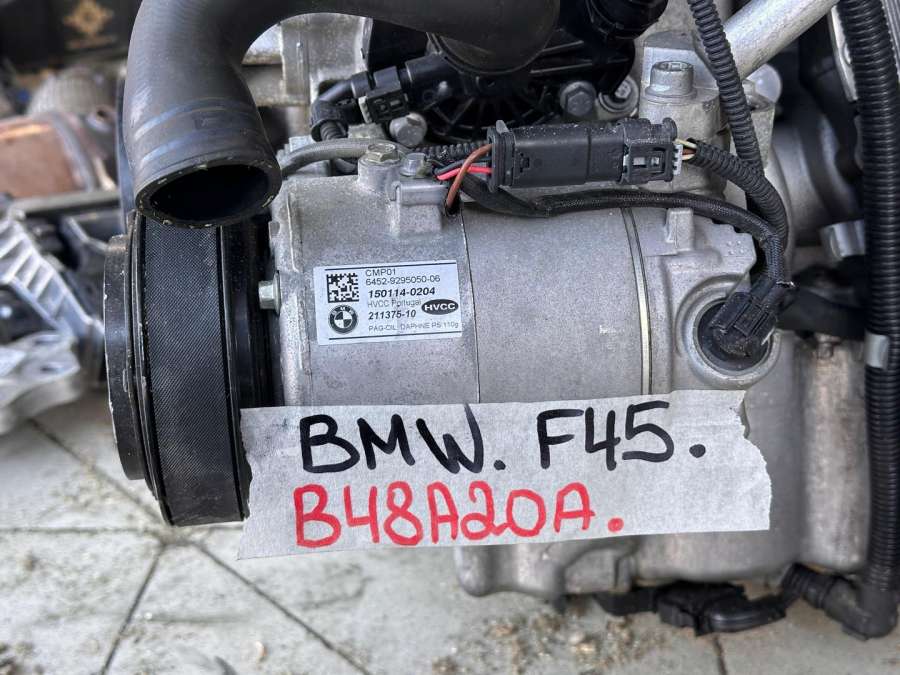 CMP01
6452-9295050-06
150114-0204
HVCC Portugal
211375-10
HVCC
PAG-OIL: DAPHNE PS/110g
BMW. F45.
B48A20A.